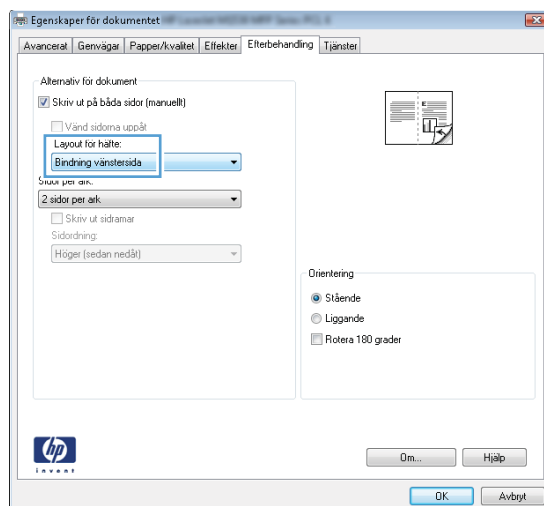 Egenskaper för dokumentet
Avancerat Genvägar Papper/kvalitet Effekter Efterbehandling Tjänster
Alternativ för dokument
Skriv ut på båda sidor (manuellt)
Vänd sidorna uppåt
Layout för häfte:
Bindning vänstersida
Sidor per ark:
2 sidor per ark
Skriv ut sidramar
Sidordning:
Höger (sedan nedåt)
Orientering
Stående
Liggande
Rotera 180 grader
hp
invent
Om... Hjälp
OK Avbryt